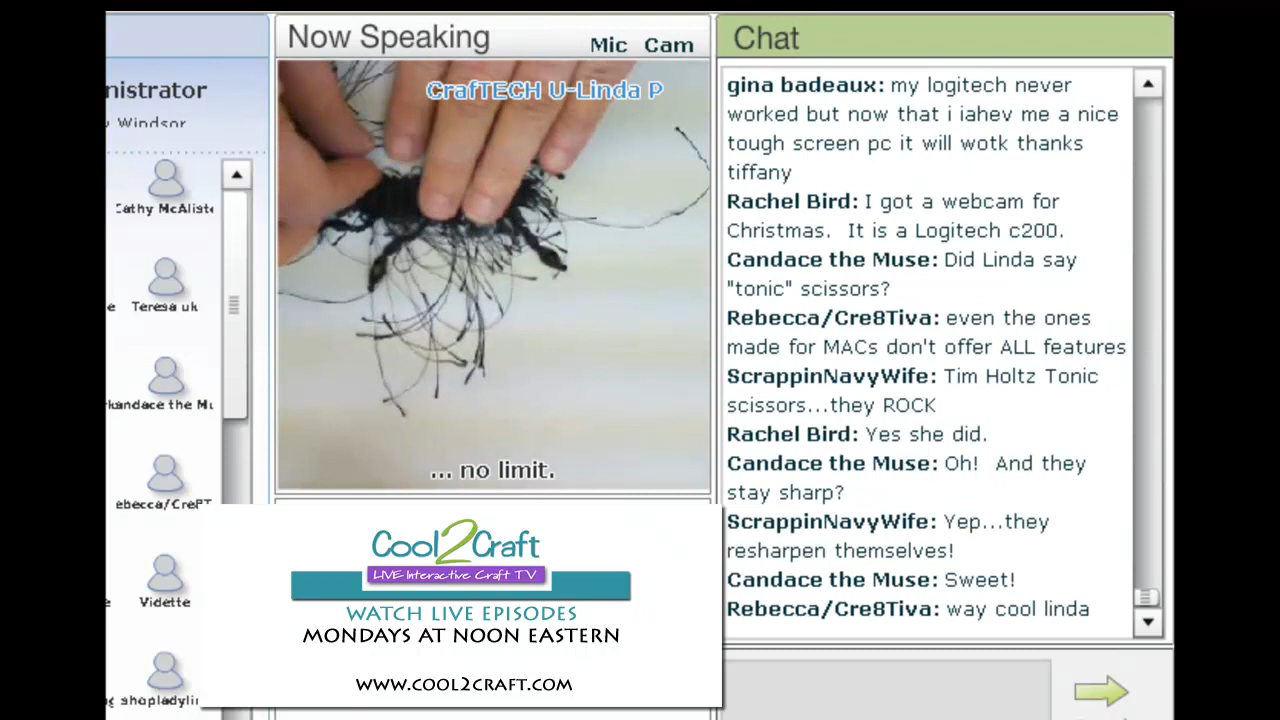 nistrator
y Windsor
Cathy McAliste
Teresa uk
kandace the Mu
ebecca/Cre
Vidette
shopladylin
Now Speaking
Mic Cam
CrafTECH U-Linda P
... no limit.
Cool2Craft
LIVE Interactive Craft TV
WATCH LIVE EPISODES
MONDAYS AT NOON EASTERN
WWW.COOL2CRAFT.COM
Chat
gina badeaux: my logitech never
worked but now that i iahev me a nice
tough screen pc it will wotk thanks
tiffany
Rachel Bird: I got a webcam for
Christmas. It is a Logitech c200.
Candace the Muse: Did Linda say
"tonic" scissors?
Rebecca/Cre8Tiva: even the ones
made for MACs don't offer ALL features
ScrappinNavyWife: Tim Holtz Tonic
scissors...they ROCK
Rachel Bird: Yes she did.
Candace the Muse: Oh! And they
stay sharp?
ScrappinNavyWife: Yep...they
resharpen themselves!
Candace the Muse: Sweet!
Rebecca/Cre8Tiva: way cool linda